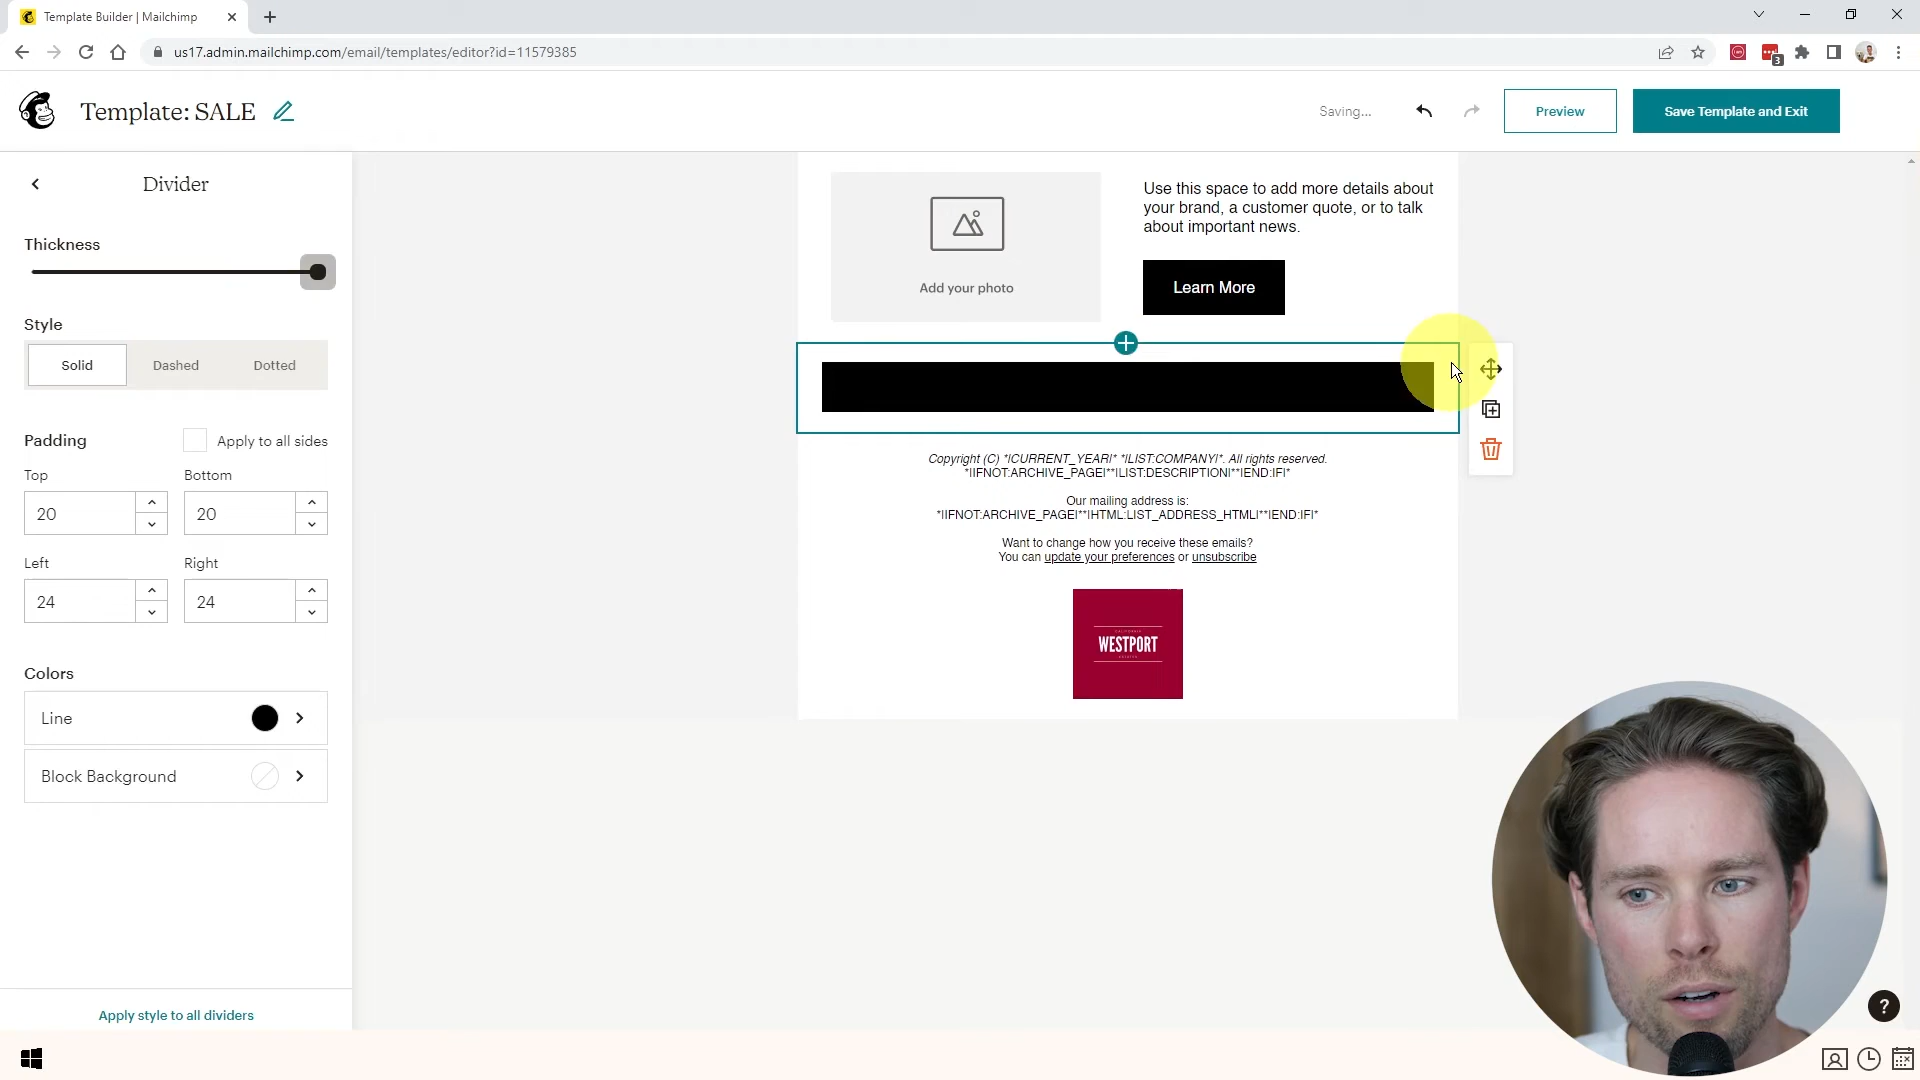 Template Builder | Mailchimp
us17.admin.mailchimp.com/email/templates/editor?id=11579385
3
Template: SALE
Saving...
Preview
Save Template and Exit
Divider
Thickness
Style
Solid
Dashed
Dotted
Padding
Apply to all sides
Top
Bottom
20
20
Left
Right
24
24
Colors
Line
Block Background
Apply style to all dividers
Add your photo
Use this space to add more details about
your brand, a customer quote, or to talk
about important news.
Learn More
Copyright (C) *|CURRENT_YEAR|* *|LIST:COMPANY|*. All rights reserved.
*|IFNOT:ARCHIVE_PAGE|**|LIST:DESCRIPTION|**|END:IF|*
Our mailing address is:
*|IFNOT:ARCHIVE_PAGE|**|HTML:LIST_ADDRESS_HTML|**|END:IF|*
Want to change how you receive these emails?
You can update your preferences or unsubscribe
WESTPORT
?